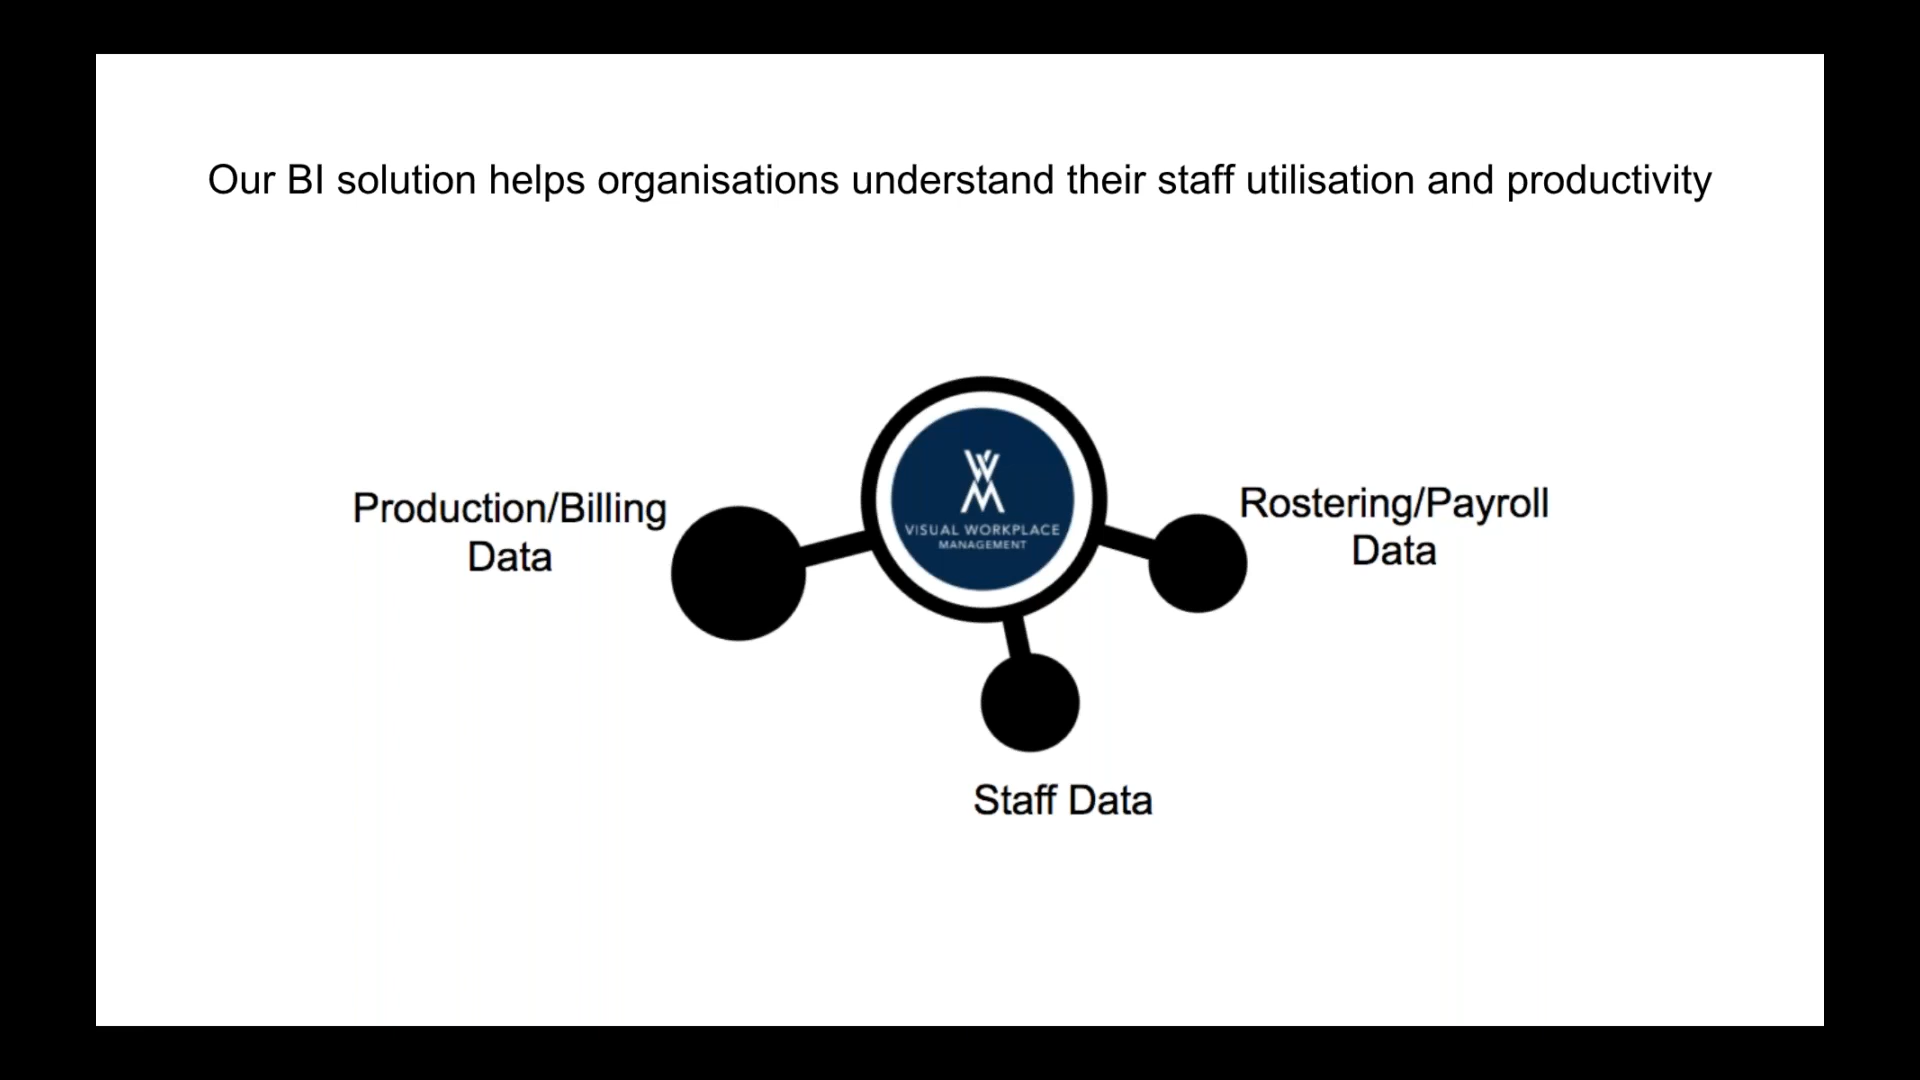 Our BI solution helps organisations understand their staff utilisation and productivity
Production/Billing
Data
VWM
VISUAL WORKPLACE
MANAGEMENT
Rostering/Payroll
Data
Staff Data